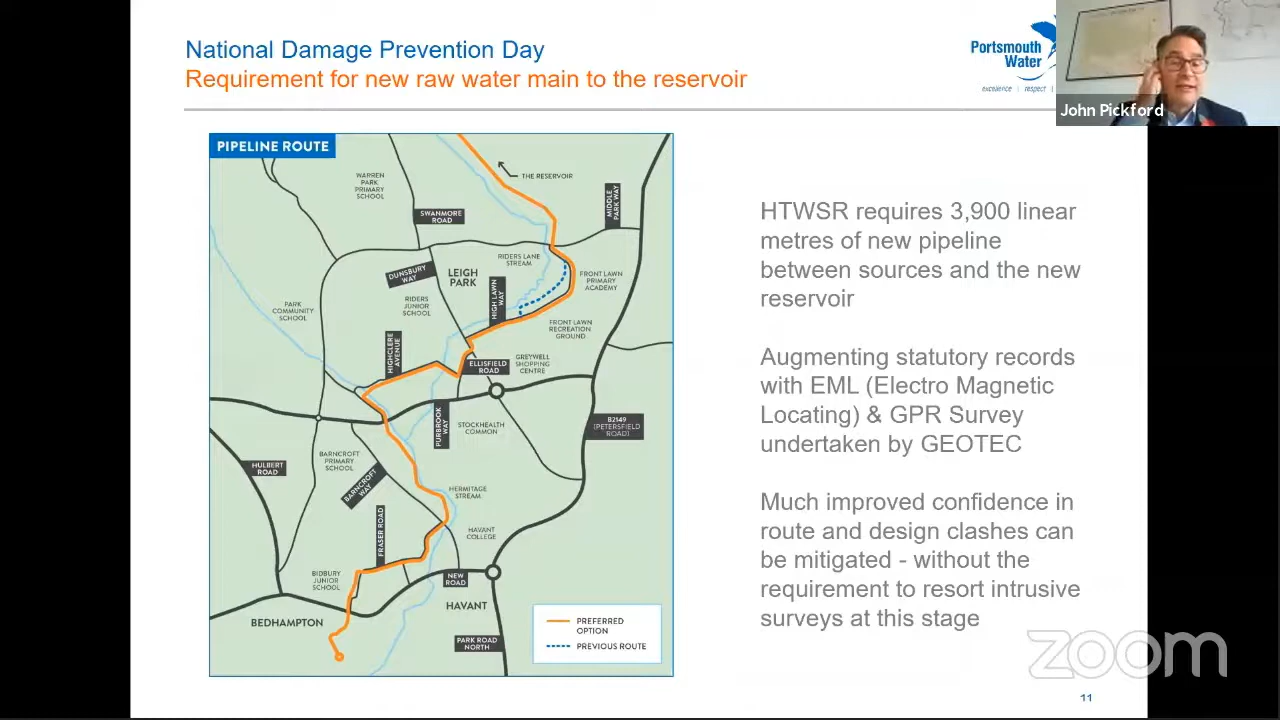 National Damage Prevention Day
Requirement for new raw water main to the reservoir
Portsmouth
Water
excellence | respect |
John Pickford
PIPELINE ROUTE
THE RESERVOIR
WARREN
PARK
PRIMARY
SCHOOL
SWANMORE
ROAD
MIDDLE
PARK WAY
DUNSBURY
WAY
LEIGH
PARK
RIDERS LANE
STREAM
FRONT LAWN
PRIMARY
ACADEMY
HIGH LAWN
WAY
RIDERS
JUNIOR
SCHOOL
PARK
COMMUNITY
SCHOOL
FRONT LAWN
RECREATION
GROUND
HIGHCLERE
AVENUE
ELLISFIELD
ROAD
GREYWELL
SHOPPING
CENTRE
PURBROOK
WAY
STOCKHEALTH
COMMON
B2149
(PETERSFIELD
ROAD)
HULBERT
ROAD
BARNCROFT
PRIMARY
SCHOOL
BARNCROFT
WAY
HERMITAGE
STREAM
FRASER ROAD
HAVANT
COLLEGE
BIDBURY
JUNIOR
SCHOOL
NEW
ROAD
BEDHAMPTON
HAVANT
PARK ROAD
NORTH
PREFERRED
OPTION
PREVIOUS ROUTE
HTWSR requires 3,900 linear
metres of new pipeline
between sources and the new
reservoir
Augmenting statutory records
with EML (Electro Magnetic
Locating) & GPR Survey
undertaken by GEOTEC
Much improved confidence in
route and design clashes can
be mitigated - without the
requirement to resort intrusive
surveys at this stage
zoom
11